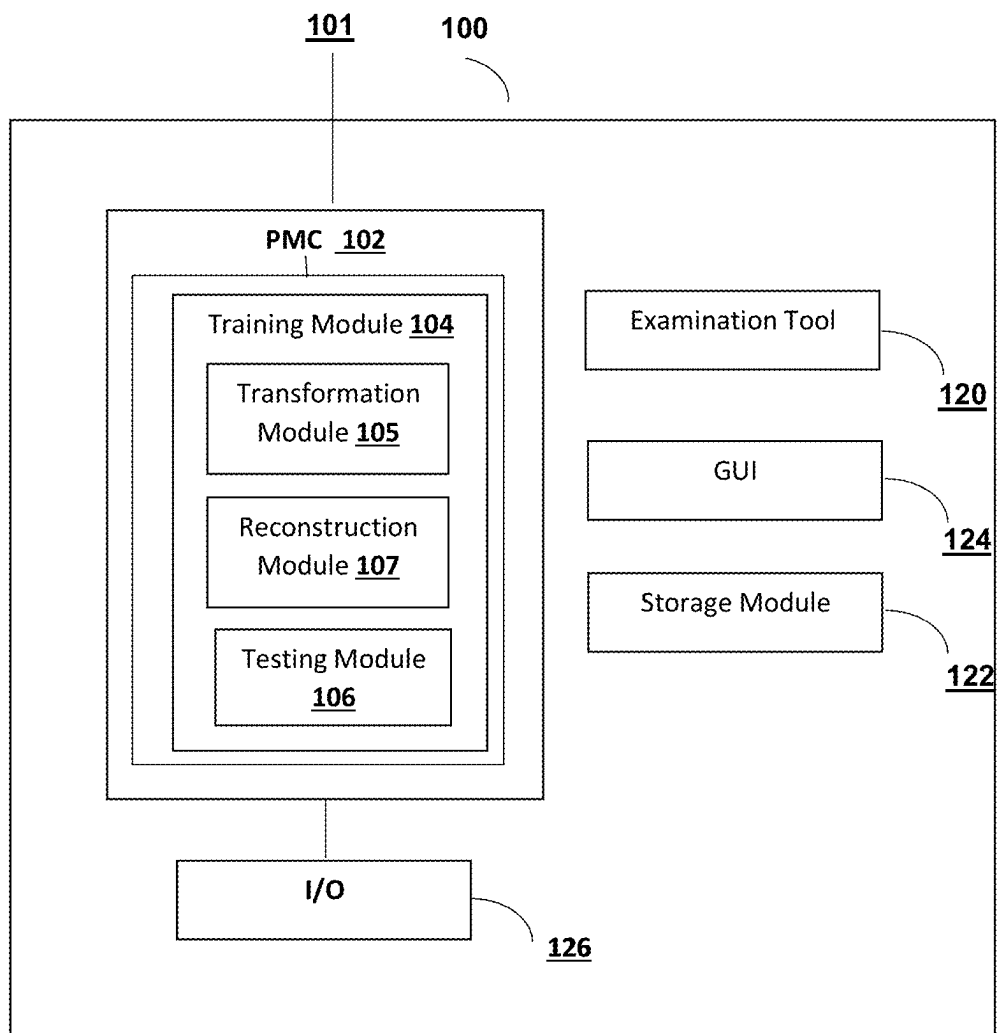 101
100
PMC 102
Training Module 104
Transformation
Module 105
Reconstruction
Module 107
Testing Module
106
Examination Tool
120
GUI
124
Storage Module
122
I/O
126